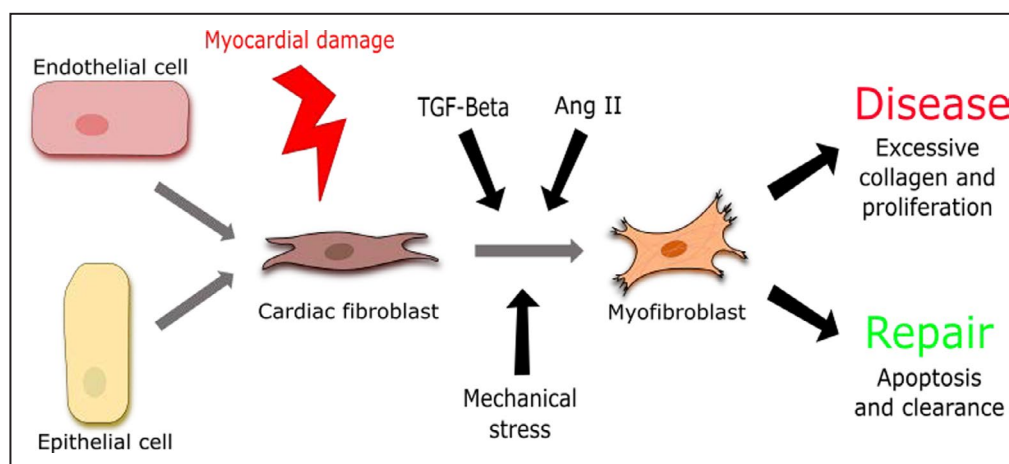 Myocardial damage
Endothelial cell
TGF-Beta
Ang II
Disease
Excessive
collagen and
proliferation
Cardiac fibroblast
Myofibroblast
Repair
Apoptosis
and clearance
Mechanical
stress
Epithelial cell